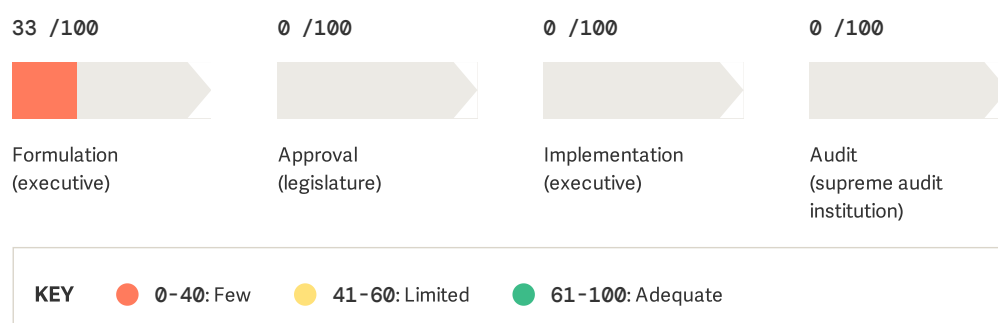 33 /100
0 /100
0 /100
0 /100
Formulation
(executive)
Approval
(legislature)
Implementation
(executive)
Audit
(supreme audit
institution)
KEY
0-40: Few
41-60: Limited
61-100: Adequate